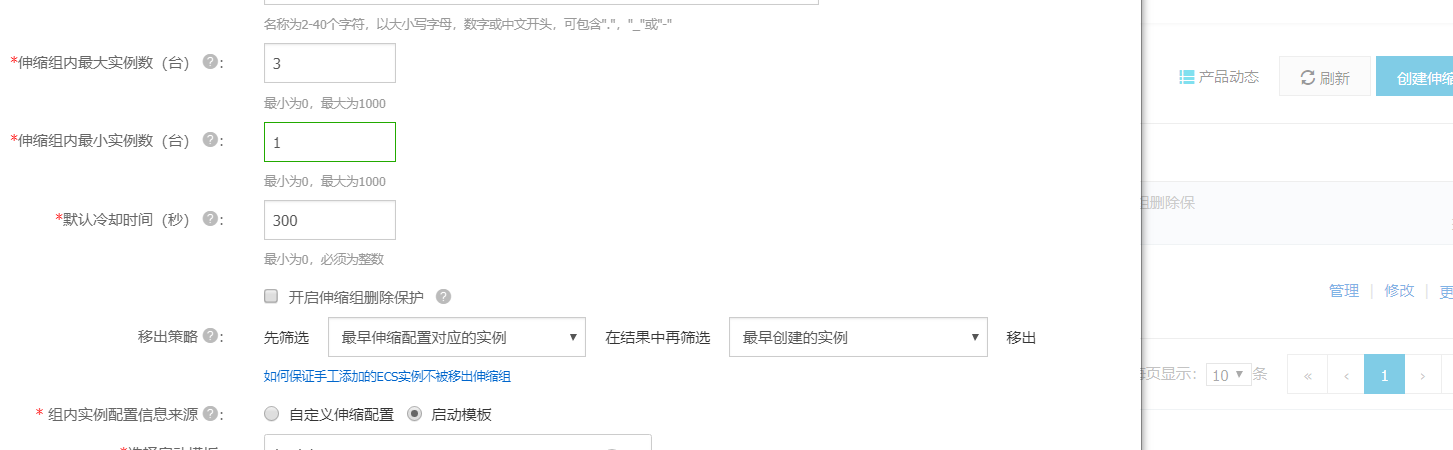 名称为2-40个字符，以大小写字母，数字或中文开头，可包含"."，"_"或"-"
*伸缩组内最大实例数（台） ?：
3
最小为0，最大为1000
*伸缩组内最小实例数（台） ?：
1
最小为0，最大为1000
*默认冷却时间（秒） ?：
300
最小为0，必须为整数
开启伸缩组删除保护 ?
移出策略 ?： 先筛选 最早伸缩配置对应的实例 在结果中再筛选 最早创建的实例 移出
如何保证手工添加的ECS实例不被移出伸缩组
* 组内实例配置信息来源 ?： 自定义伸缩配置 启动模板
产品动态 刷新 创建伸缩
组删除保
管理 | 修改 | 更
每页显示： 10 条 « ‹ 1 ›